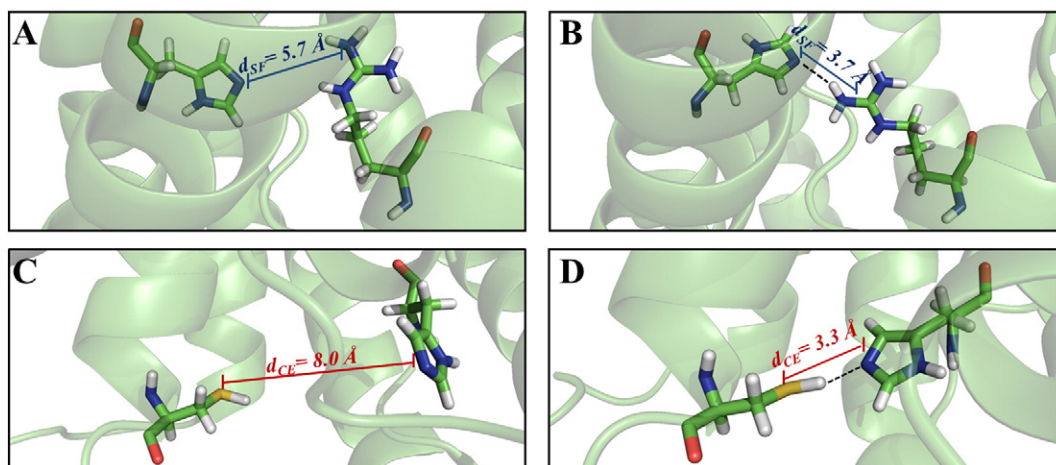 A
d_SF = 5.7 Å
B
d_SF = 3.7 Å
C
d_CE = 8.0 Å
D
d_CE = 3.3 Å